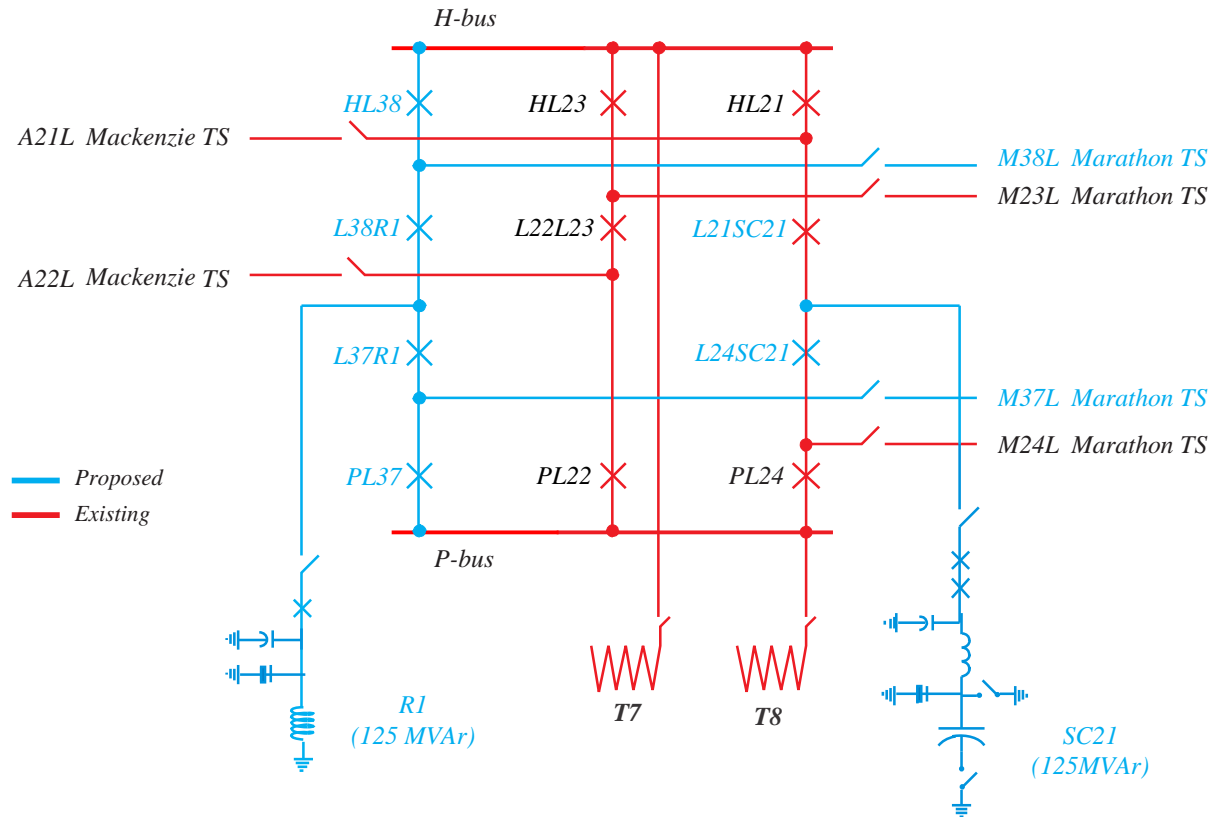 H-bus
HL38
HL23
HL21
A21L Mackenzie TS
M38L Marathon TS
M23L Marathon TS
L38R1
L22L23
L21SC21
A22L Mackenzie TS
L37R1
L24SC21
M37L Marathon TS
M24L Marathon TS
Proposed
Existing
PL37
PL22
PL24
P-bus
R1
(125 MVAr)
T7
T8
SC21
(125MVAr)